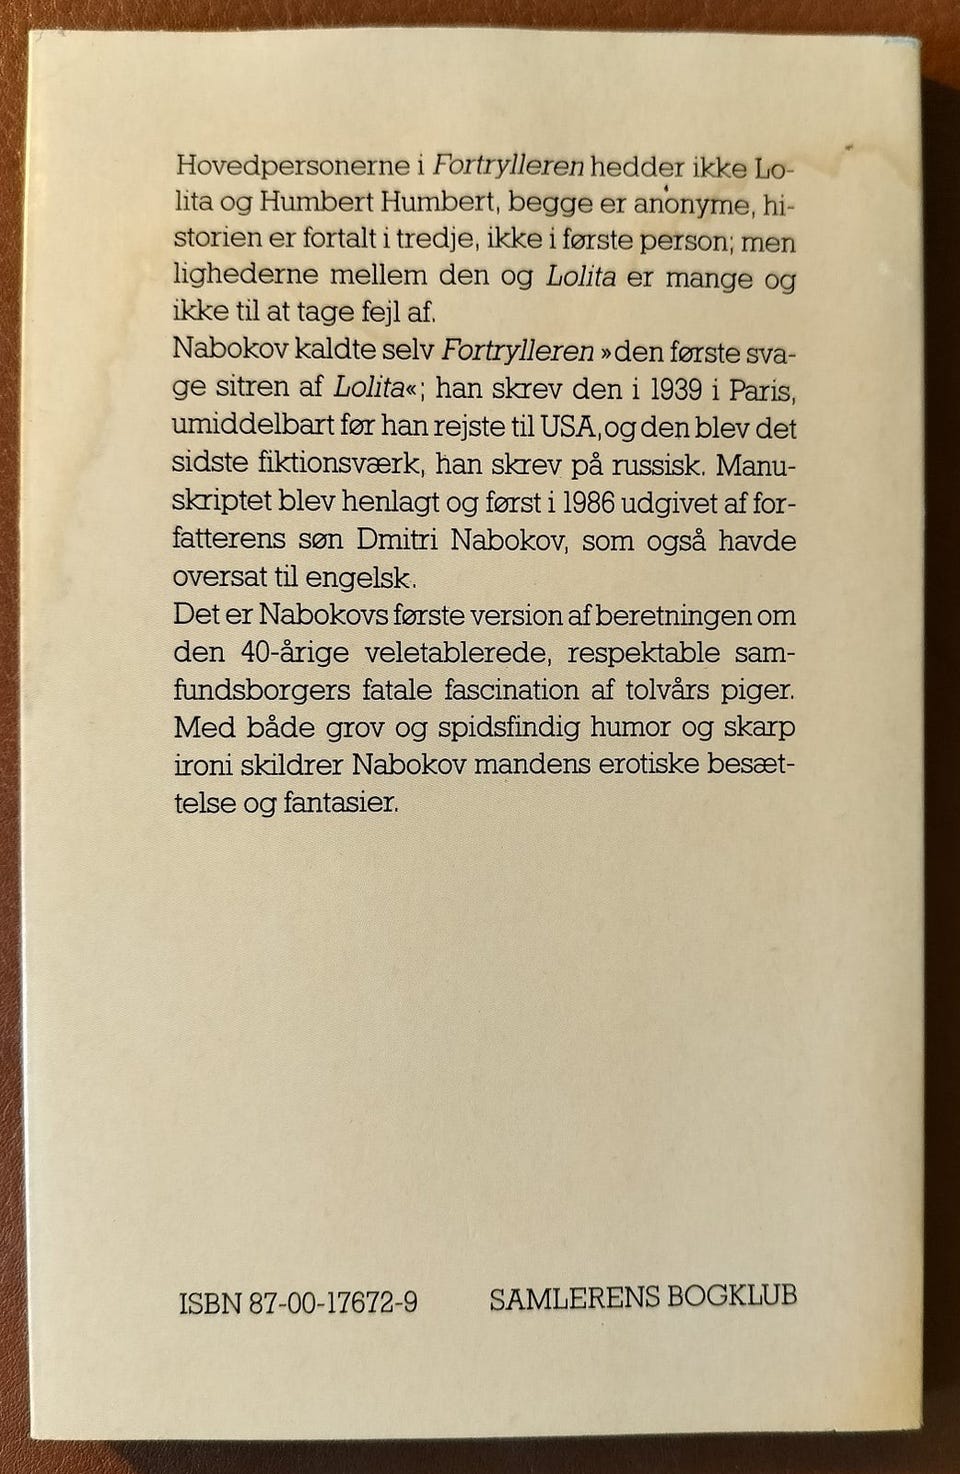 Hovedpersonerne i Fortrylleren hedder ikke Lo-
lita og Humbert Humbert, begge er anonyme, hi-
storien er fortalt i tredje, ikke i første person; men
lighederne mellem den og Lolita er mange og
ikke til at tage fejl af.
Nabokov kaldte selv Fortrylleren »den første sva-
ge sitren af Lolita«; han skrev den i 1939 i Paris,
umiddelbart før han rejste til USA, og den blev det
sidste fiktionsværk, han skrev på russisk. Manu-
skriptet blev henlagt og først i 1986 udgivet af for-
fatterens søn Dmitri Nabokov, som også havde
oversat til engelsk.
Det er Nabokovs første version af beretningen om
den 40-årige veletablerede, respektable sam-
fundsborgers fatale fascination af tolvårs piger.
Med både grov og spidsfindig humor og skarp
ironi skildrer Nabokov mandens erotiske besæt-
telse og fantasier.
ISBN 87-00-17672-9 SAMLERENS BOGKLUB